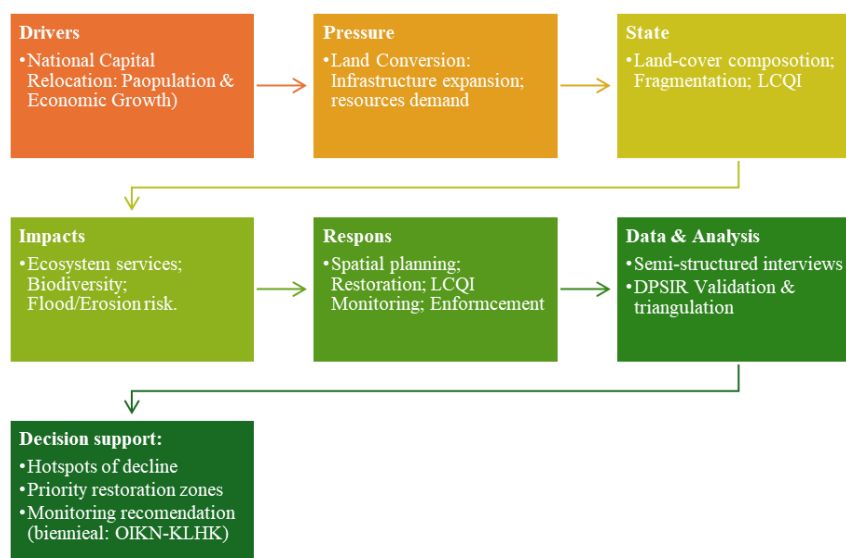 Drivers
•National Capital
Relocation: Paopulation &
Economic Growth)
Pressure
•Land Conversion:
Infrastructure expansion;
resources demand
State
•Land-cover composotion;
Fragmentation; LCQI
Impacts
•Ecosystem services;
Biodiversity;
Flood/Erosion risk.
Respons
•Spatial planning;
Restoration; LCQI
Monitoring; Enformcement
Data & Analysis
•Semi-structured interviews
•DPSIR Validation &
triangulation
Decision support:
•Hotspots of decline
•Priority restoration zones
•Monitoring recomendation
(biennieal: OIKN-KLHK)